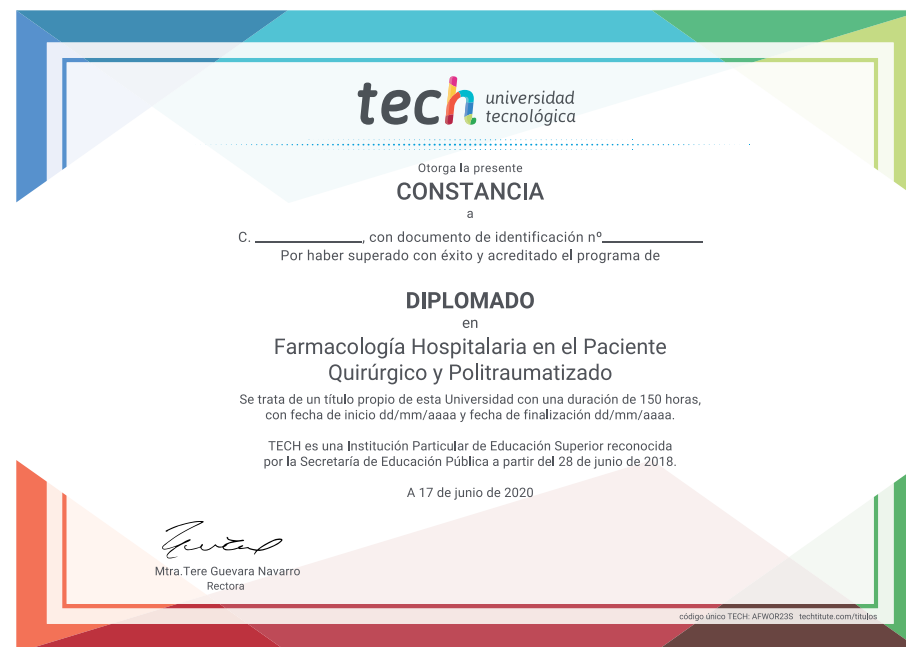 tech universidad
tecnológica
Otorga la presente
CONSTANCIA
a
C. ____________, con documento de identificación nº____________
Por haber superado con éxito y acreditado el programa de
DIPLOMADO
en
Farmacología Hospitalaria en el Paciente
Quirúrgico y Politraumatizado
Se trata de un título propio de esta Universidad con una duración de 150 horas,
con fecha de inicio dd/mm/aaaa y fecha de finalización dd/mm/aaaa.
TECH es una Institución Particular de Educación Superior reconocida
por la Secretaría de Educación Pública a partir del 28 de junio de 2018.
A 17 de junio de 2020
Mtra.Tere Guevara Navarro
Rectora
código único TECH: AFWOR23S techtitute.com/titulos